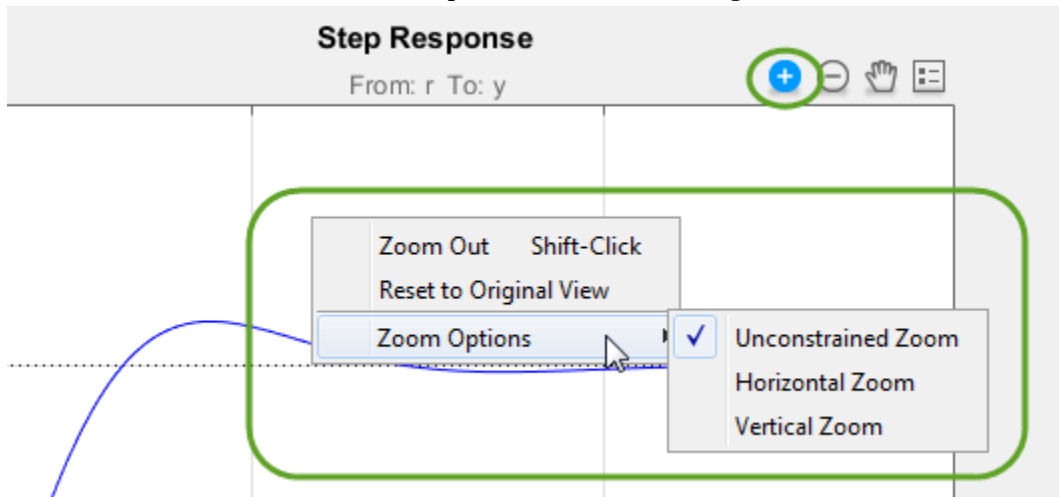 Step Response
From: r To: y
Zoom Out Shift-Click
Reset to Original View
Zoom Options
Unconstrained Zoom
Horizontal Zoom
Vertical Zoom